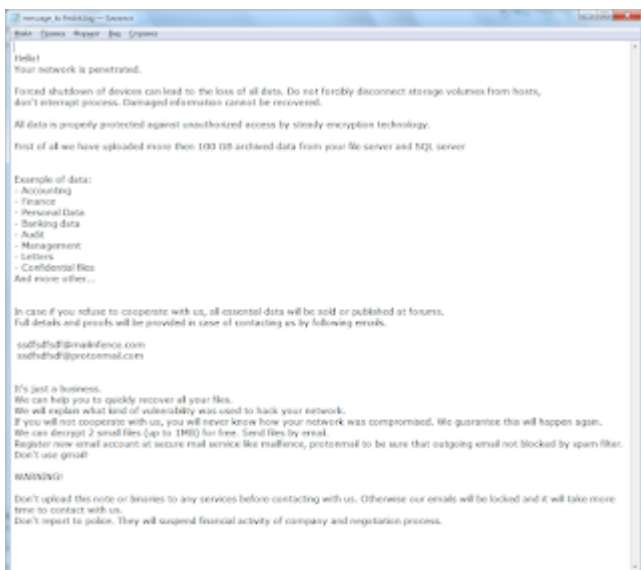 Файл Правка Формат Вид Справка
Hello!
Your network is penetrated.
Forced shutdown of devices can lead to the loss of all data. Do not forcibly disconnect storage volumes from hosts,
don't interrupt process. Damaged information cannot be recovered.
All data is properly protected against unauthorized access by steady encryption technology.
First of all we have uploaded more then 100 GB archived data from your file server and SQL server
Example of data:
- Accounting
- Finance
- Personal Data
- Banking data
- Audit
- Management
- Letters
- Confidential files
And more other...
In case if you refuse to cooperate with us, all essential data will be sold or published at forums.
Full details and proofs will be provided in case of contacting us by following emails.
It's just a business.
We can help you to quickly recover all your files.
We will explain what kind of vulnerability was used to hack your network.
If you will not cooperate with us, you will never know how your network was compromised. We guarantee this will happen again.
We can decrypt 2 small files (up to 1MB) for free. Send files by email.
Register new email account at secure mail service like mailfence, protonmail to be sure that outgoing email not blocked by spam filter.
Don't use gmail!
WARNING!
Don't upload this note or binaries to any services before contacting with us. Otherwise our emails will be locked and it will take more
time to contact with us.
Don't report to police. They will suspend financial activity of company and negotiation process.